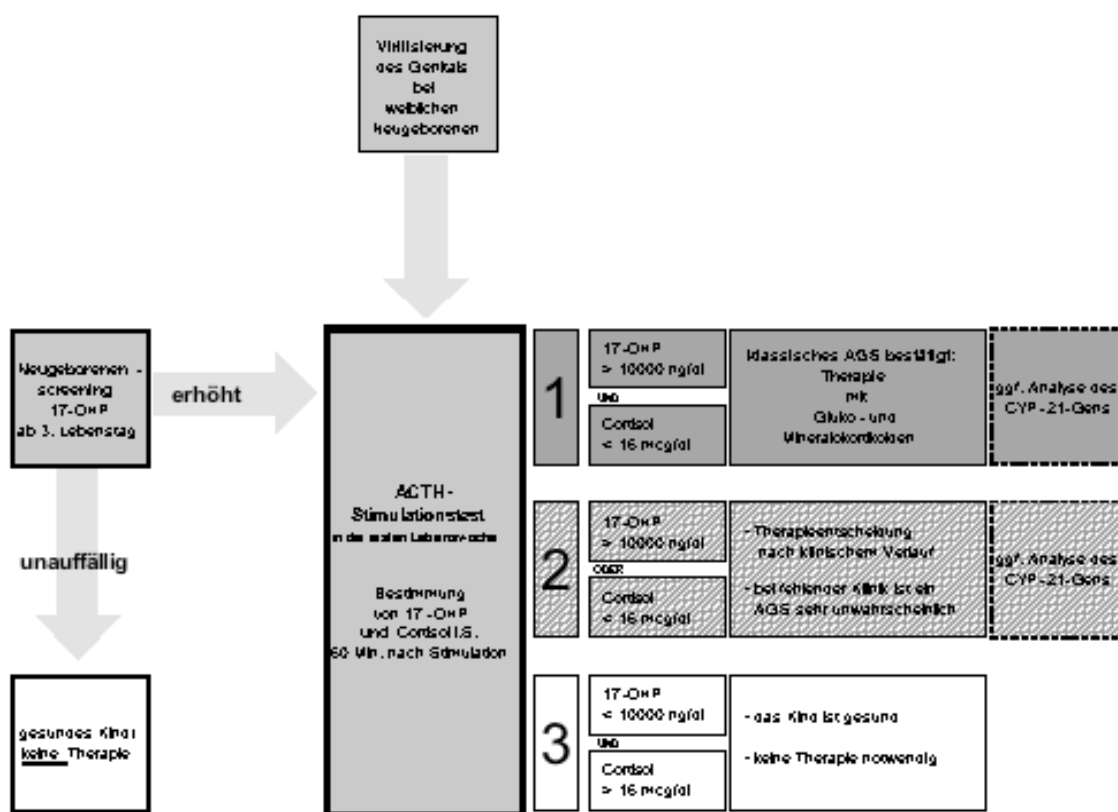 Virilisierung
des Genitals
bei
weiblichen
Neugeborenen
Neugeborenen -
screening
17-OHP
ab 3. Lebenstag
erhöht
unauffällig
gesundes Kind:
keine Therapie
ACTH-
Stimulationstest
in der ersten Lebenswoche
Bestimmung
von 17-OHP
und Cortisol i.S.
60 Min. nach Stimulation
1
17-OHP
> 10000 ng/dl
UND
Cortisol
< 16 mcg/dl
klassisches AGS bestätigt:
Therapie
mit
Gluko- und
Mineralokortikoiden
ggf. Analyse des
CYP-21-Gens
2
17-OHP
> 10000 ng/dl
ODER
Cortisol
< 16 mcg/dl
- Therapieentscheidung
nach klinischem Verlauf
- bei fehlender Klinik ist ein
AGS sehr unwahrscheinlich
ggf. Analyse des
CYP-21-Gens
3
17-OHP
< 10000 ng/dl
UND
Cortisol
> 16 mcg/dl
- das Kind ist gesund
- keine Therapie notwendig